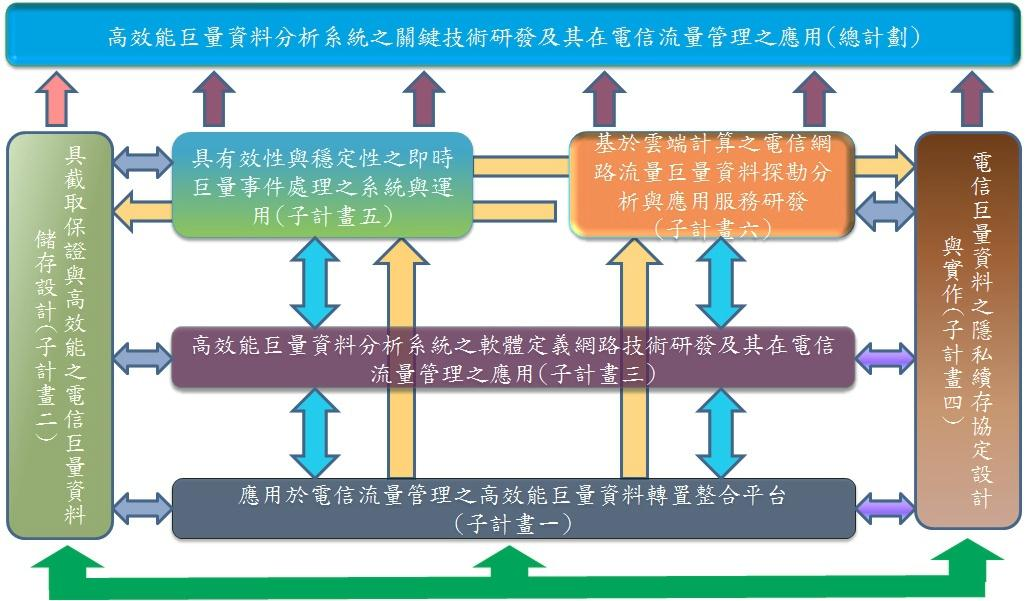 高效能巨量資料分析系統之關鍵技術研發及其在電信流量管理之應用(總計劃)
具截取保證與高效能之電信巨量資料
儲存設計(子計畫二)
具有效性與穩定性之即時
巨量事件處理之系統與運
用(子計畫五)
基於雲端計算之電信網
路流量巨量資料探勘分
析與應用服務研發
(子計畫六)
電信巨量資料之隱私續存協定設計
與實作(子計畫四)
高效能巨量資料分析系統之軟體定義網路技術研發及其在電信
流量管理之應用(子計畫三)
應用於電信流量管理之高效能巨量資料轉置整合平台
(子計畫一)